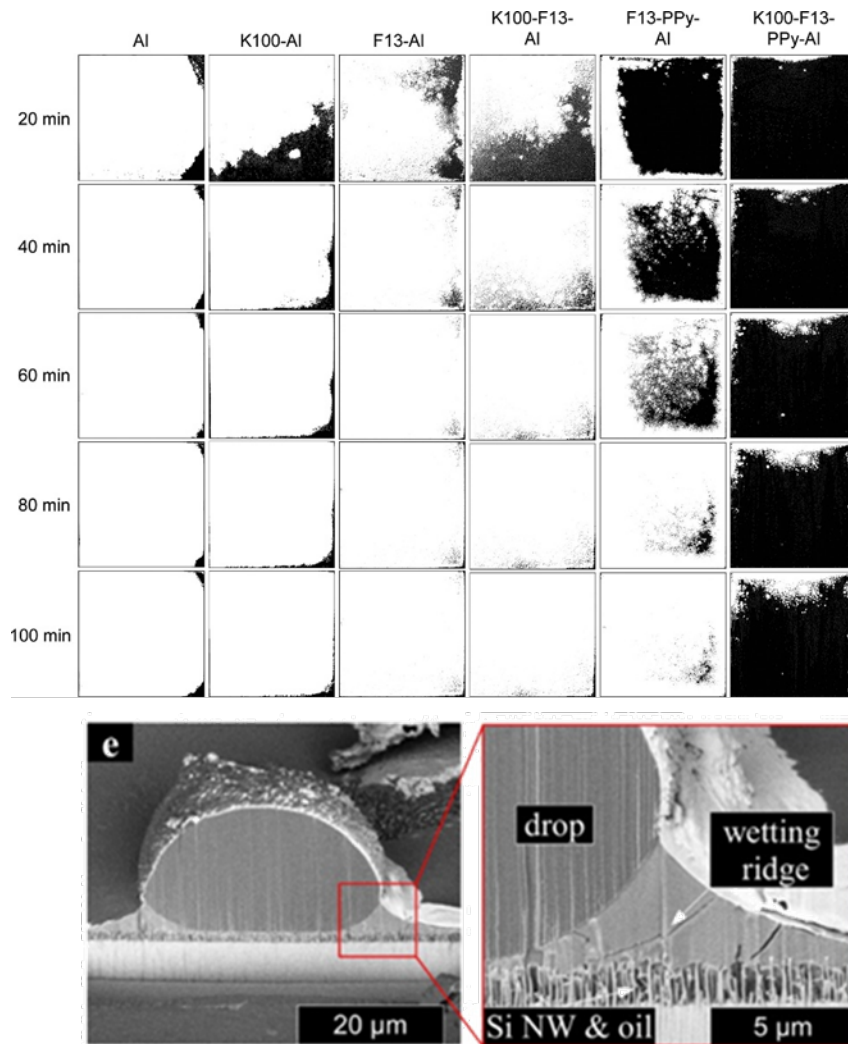 Al
K100-Al
F13-Al
K100-F13-
Al
F13-PPy-
Al
K100-F13-
PPy-Al
20 min
40 min
60 min
80 min
100 min
e
20 µm
drop
wetting
ridge
Si NW & oil
5 µm